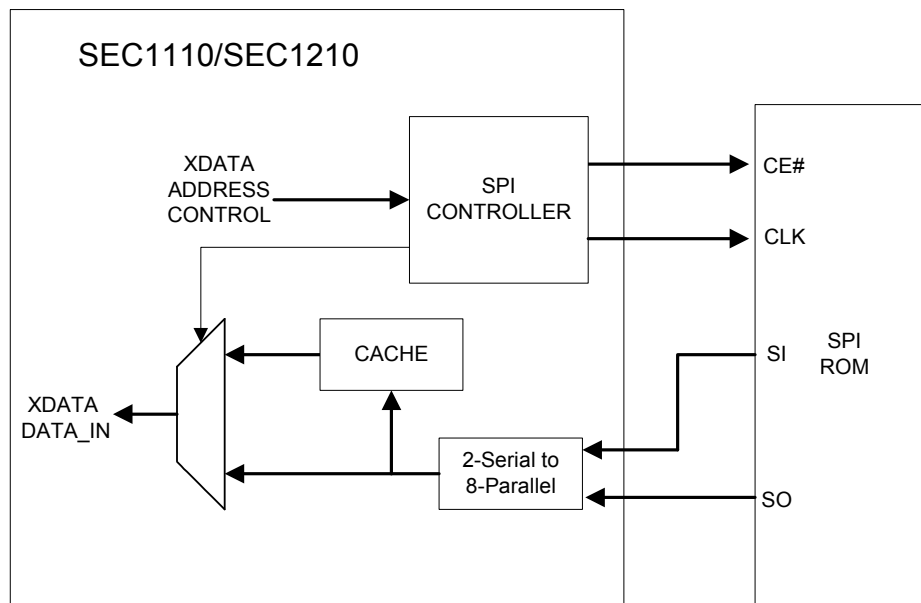 SEC1110/SEC1210
XDATA
ADDRESS
CONTROL
SPI
CONTROLLER
CE#
CLK
CACHE
SI
SPI
ROM
XDATA
DATA_IN
2-Serial to
8-Parallel
SO